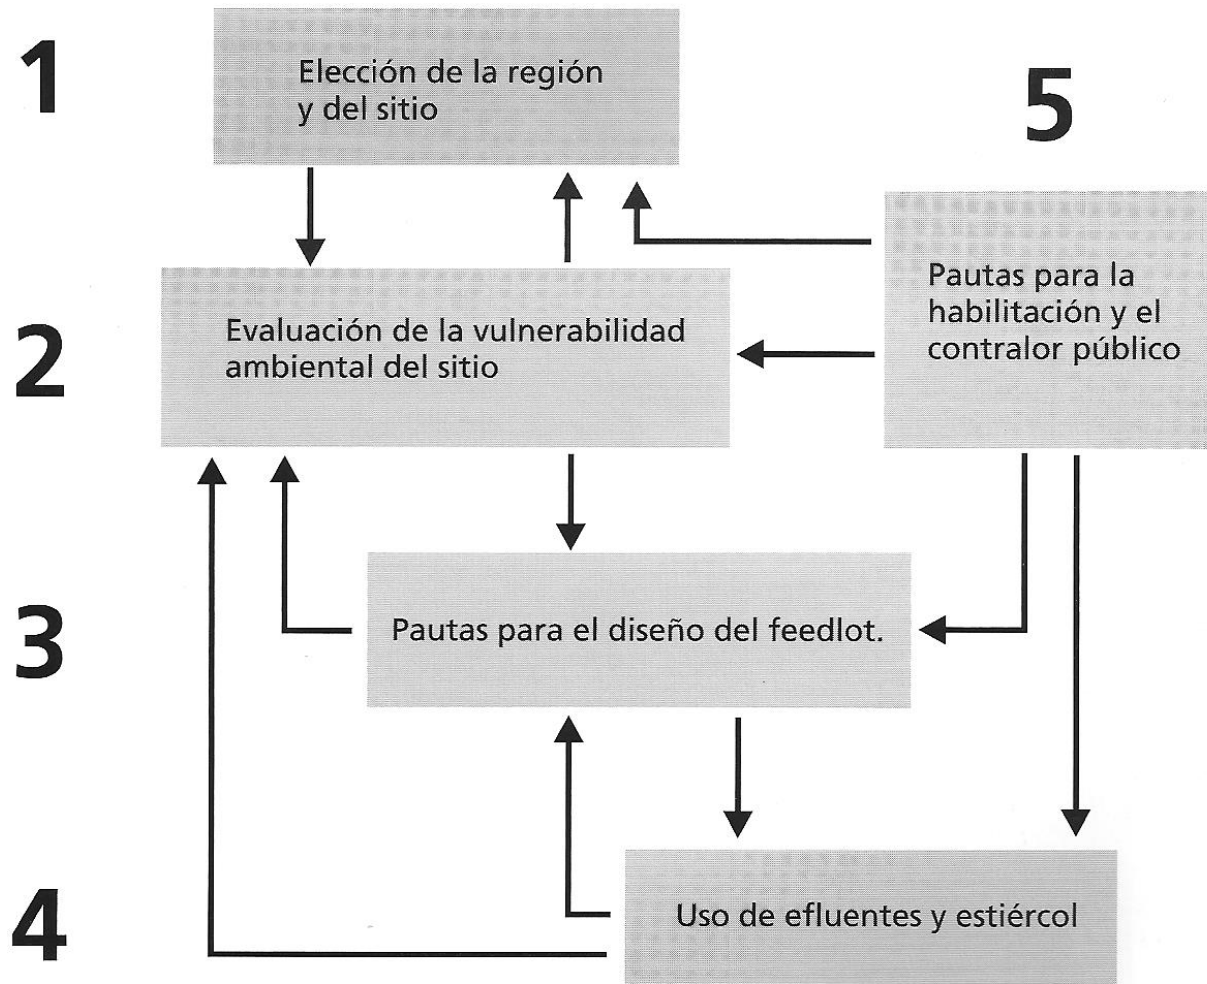 1
Elección de la región
y del sitio
5
Pautas para la
habilitación y el
contralor público
2
Evaluación de la vulnerabilidad
ambiental del sitio
3
Pautas para el diseño del feedlot.
4
Uso de efluentes y estiércol